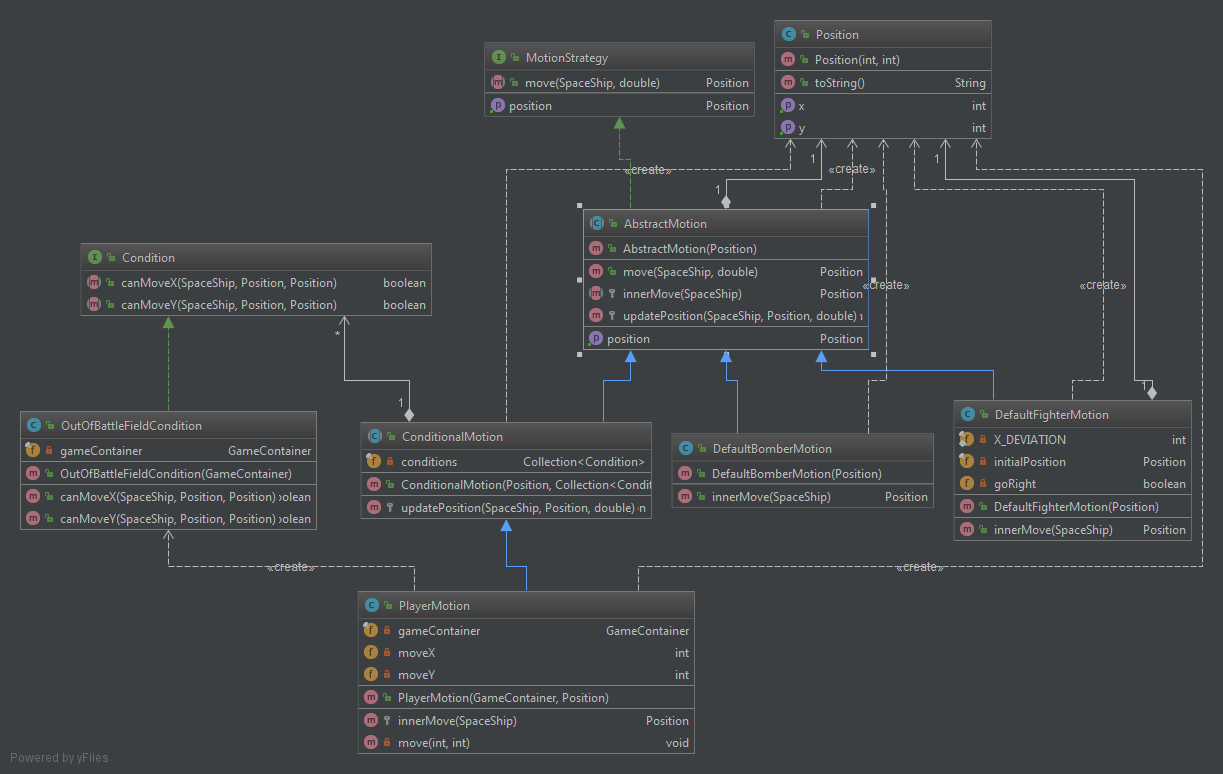 MotionStrategy
move(SpaceShip, double) Position
position Position
Position
Position(int, int)
toString() String
x int
y int
1
1
«create»
«create»
1
AbstractMotion
AbstractMotion(Position)
move(SpaceShip, double) Position
innerMove(SpaceShip) Position
updatePosition(SpaceShip, Position, double)
position Position
«create»
«create»
Condition
canMoveX(SpaceShip, Position, Position) boolean
canMoveY(SpaceShip, Position, Position) boolean
*
1
1
OutOfBattleFieldCondition
gameContainer GameContainer
OutOfBattleFieldCondition(GameContainer)
canMoveX(SpaceShip, Position, Position) oolean
canMoveY(SpaceShip, Position, Position) oolean
ConditionalMotion
conditions Collection<Condition>
ConditionalMotion(Position, Collection<Condit
updatePosition(SpaceShip, Position, double) n
DefaultBomberMotion
DefaultBomberMotion(Position)
innerMove(SpaceShip) Position
DefaultFighterMotion
X_DEVIATION int
initialPosition Position
goRight boolean
DefaultFighterMotion(Position)
innerMove(SpaceShip) Position
«create»
«create»
PlayerMotion
gameContainer GameContainer
moveX int
moveY int
PlayerMotion(GameContainer, Position)
innerMove(SpaceShip) Position
move(int, int) void
Powered by yFiles